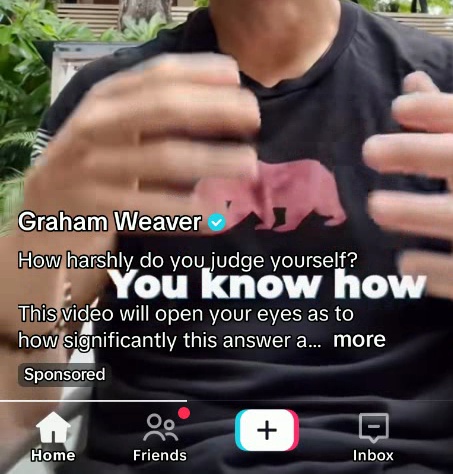 Graham Weaver
How harshly do you judge yourself?
You know how
This video will open your eyes as to
how significantly this answer a... more
Sponsored
Home Friends + Inbox